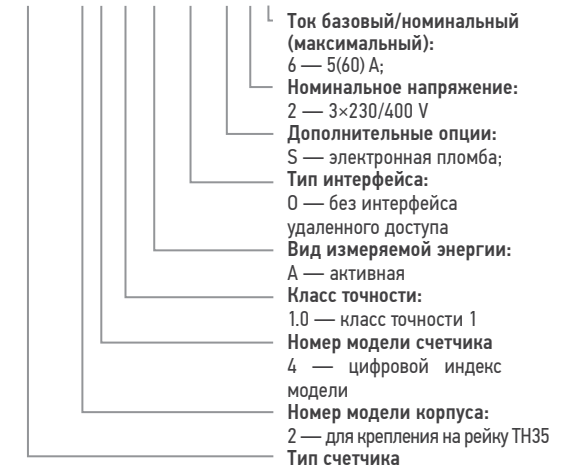 Ток базовый/номинальный
(максимальный):
6 — 5(60) А;
Номинальное напряжение:
2 — 3×230/400 V
Дополнительные опции:
S — электронная пломба;
Тип интерфейса:
О — без интерфейса
удаленного доступа
Вид измеряемой энергии:
А — активная
Класс точности:
1.0 — класс точности 1
Номер модели счетчика
4 — цифровой индекс
модели
Номер модели корпуса:
2 — для крепления на рейку ТН35
Тип счетчика